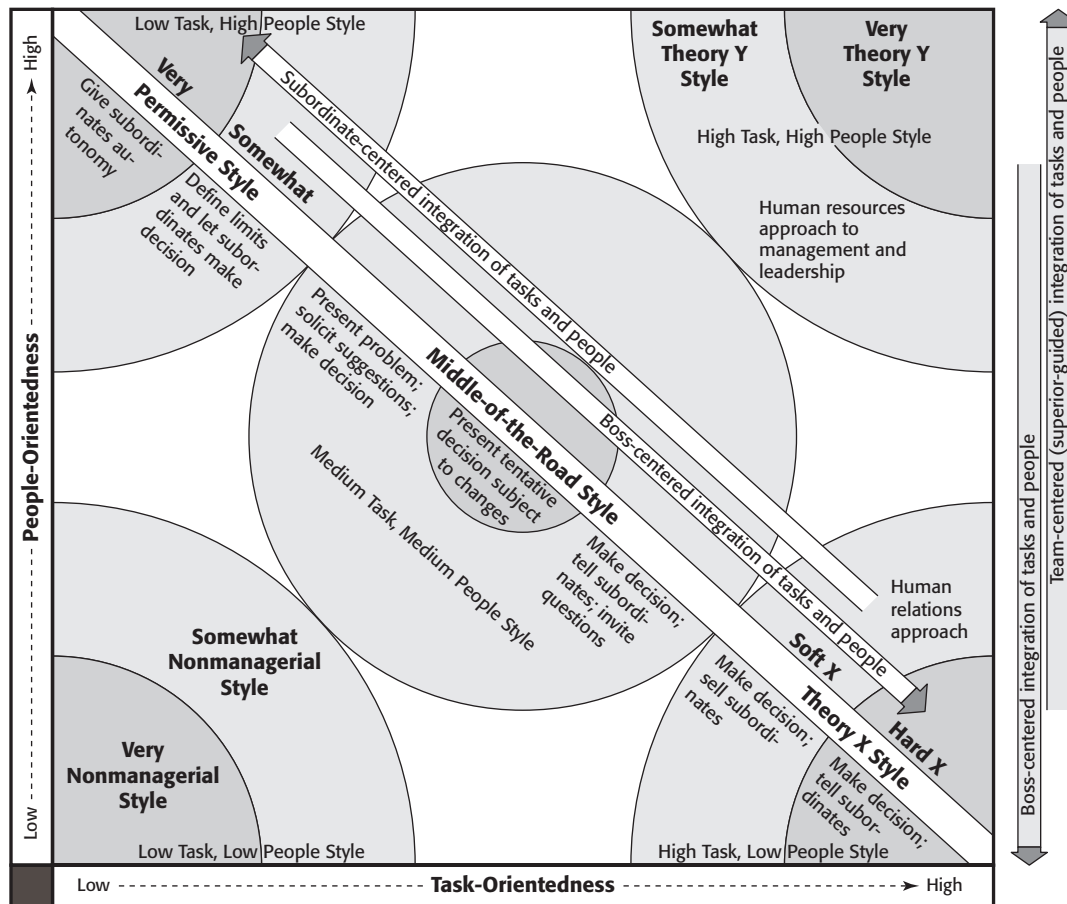 Low Task, High People Style
Somewhat
Theory Y
Style
Very
Theory Y
Style
High Task, High People Style
Human resources
approach to
management and
leadership
Very
Permissive Style
Somewhat
Give subordi-
nates au-
tonomy
Define limits
and let subor-
dinates make
decision
Subordinate-centered integration of tasks and people
Boss-centered integration of tasks and people
Present problem;
solicit suggestions;
make decision
Middle-of-the-Road Style
Present tentative
decision subject
to changes
Medium Task, Medium People Style
Make decision;
tell subordi-
nates; invite
questions
Human
relations
approach
Soft X
Theory X Style
Hard X
Make decision;
sell subordi-
nates
Make decision;
tell subor-
dinates
Somewhat
Nonmanagerial
Style
Very
Nonmanagerial
Style
Low Task, Low People Style
High Task, Low People Style
Low
People-Orientedness
High
Low
Task-Orientedness
High
Boss-centered integration of tasks and people
Team-centered (superior-guided) integration of tasks and people